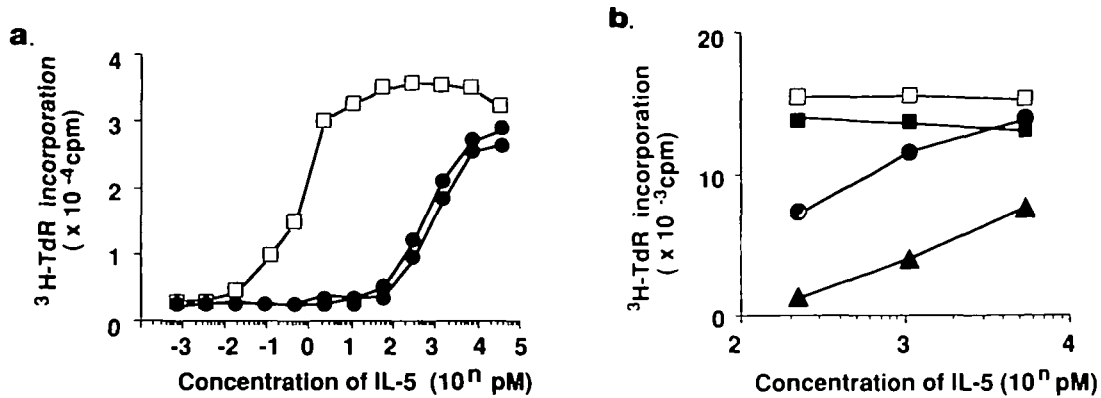 a.
³H-TdR incorporation
( x 10 ⁻⁴cpm)
4
3
2
1
0
-3 -2 -1 0 1 2 3 4 5
Concentration of IL-5 (10ⁿ pM)
b.
³H-TdR incorporation
( x 10 ⁻³cpm)
20
10
0
2 3 4
Concentration of IL-5 (10ⁿ pM)